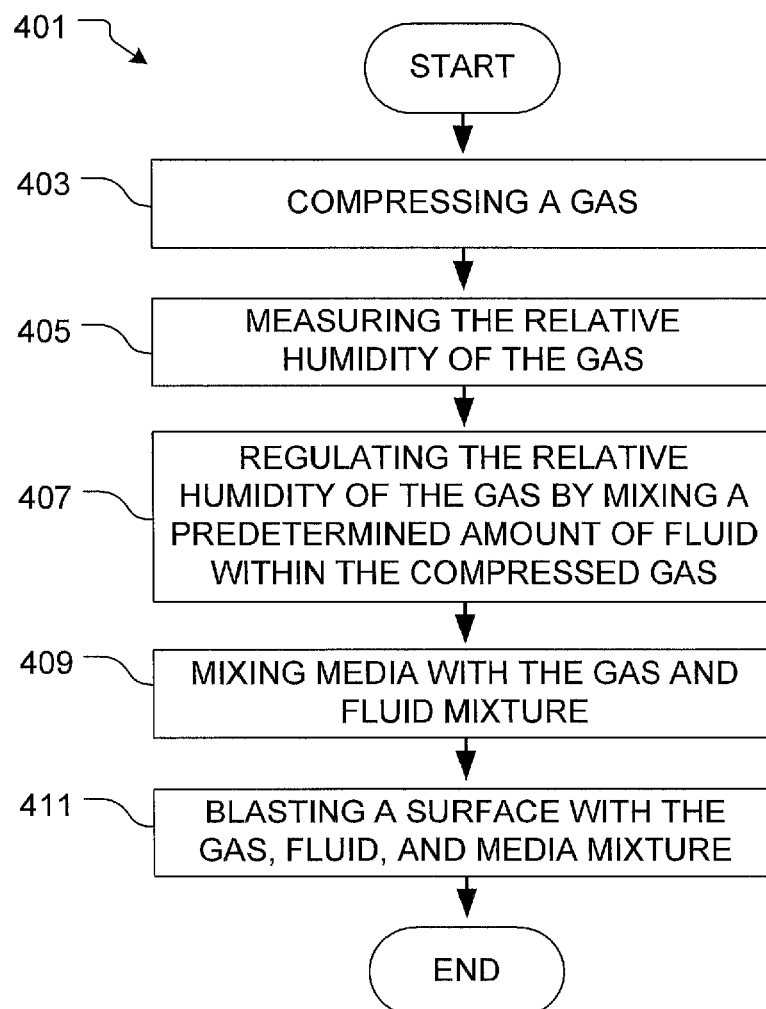 401
START
403
COMPRESSING A GAS
405
MEASURING THE RELATIVE
HUMIDITY OF THE GAS
407
REGULATING THE RELATIVE
HUMIDITY OF THE GAS BY MIXING A
PREDETERMINED AMOUNT OF FLUID
WITHIN THE COMPRESSED GAS
409
MIXING MEDIA WITH THE GAS AND
FLUID MIXTURE
411
BLASTING A SURFACE WITH THE
GAS, FLUID, AND MEDIA MIXTURE
END